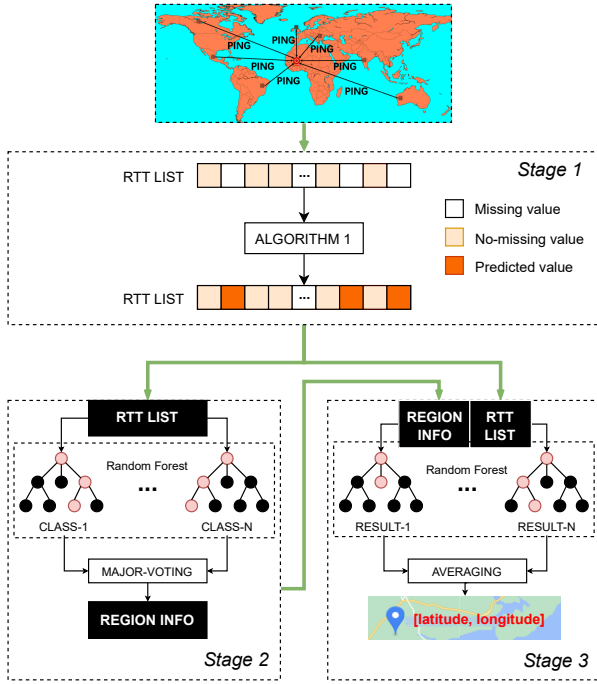 PING
PING
PING
PING
PING
PING
PING
Stage 1
RTT LIST
...
Missing value
No-missing value
Predicted value
ALGORITHM 1
RTT LIST
...
RTT LIST
Random Forest
...
CLASS-1
CLASS-N
MAJOR-VOTING
REGION INFO
Stage 2
REGION
INFO
RTT
LIST
Random Forest
...
RESULT-1
RESULT-N
AVERAGING
[latitude, longitude]
Stage 3